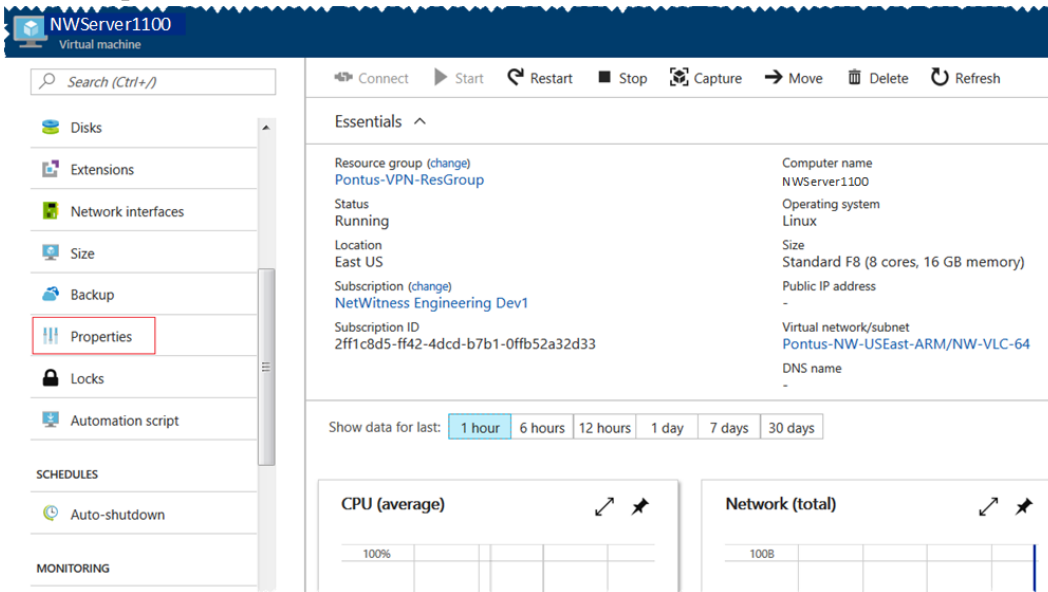 NWServer1100
Virtual machine
Search (Ctrl+/)
Disks
Extensions
Network interfaces
Size
Backup
Properties
Locks
Automation script
SCHEDULES
Auto-shutdown
MONITORING
Connect Start Restart Stop Capture Move Delete Refresh
Essentials
Resource group (change)
Pontus-VPN-ResGroup
Status
Running
Location
East US
Subscription (change)
NetWitness Engineering Dev1
Subscription ID
2ff1c8d5-ff42-4dcd-b7b1-0ffb52a32d33
Computer name
NWServer1100
Operating system
Linux
Size
Standard F8 (8 cores, 16 GB memory)
Public IP address
-
Virtual network/subnet
Pontus-NW-USEast-ARM/NW-VLC-64
DNS name
-
Show data for last: 1 hour 6 hours 12 hours 1 day 7 days 30 days
CPU (average)
100%
Network (total)
100B